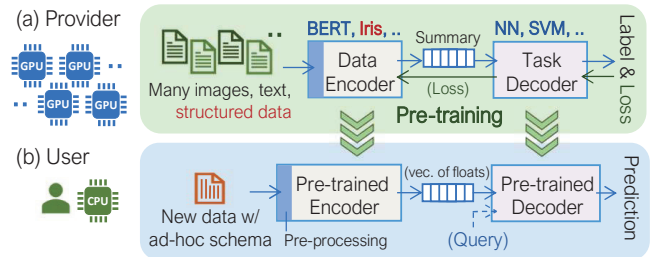 (a) Provider
GPU
GPU
GPU
GPU
Many images, text,
structured data
BERT, Iris, ..
Data
Encoder
Summary
(Loss)
NN, SVM, ..
Task
Decoder
Label & Loss
Pre-training
(b) User
CPU
New data w/
ad-hoc schema
Pre-trained
Encoder
Pre-processing
(vec. of floats)
Pre-trained
Decoder
(Query)
Prediction